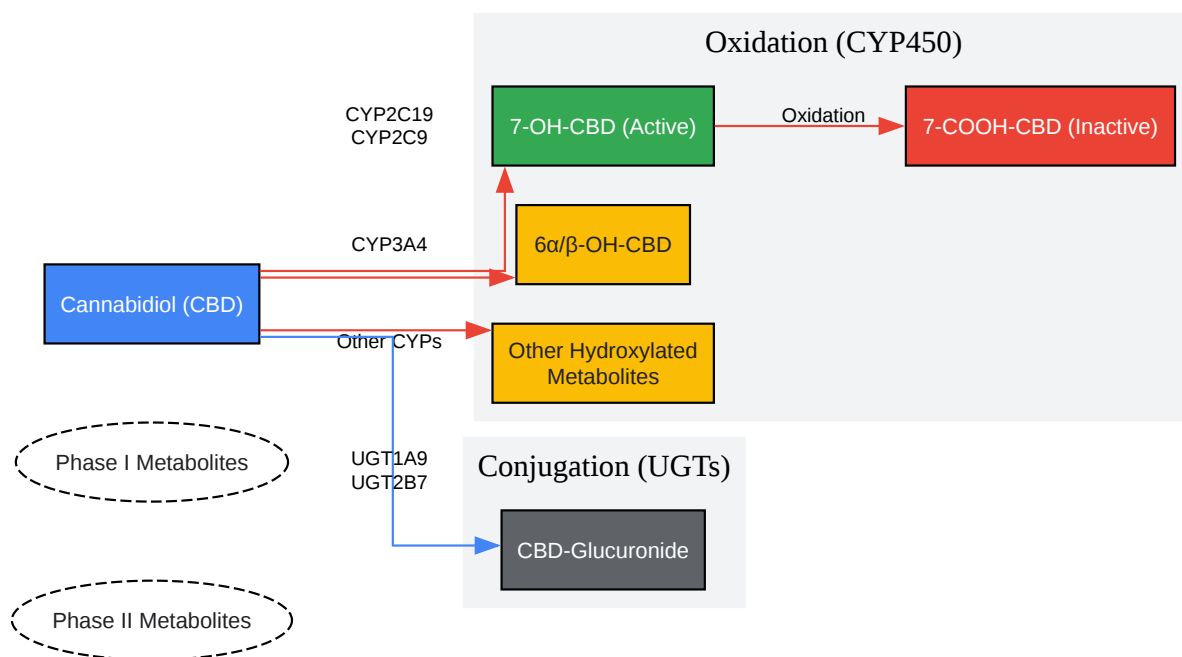 Oxidation (CYP450)
CYP2C19
CYP2C9
7-OH-CBD (Active)
Oxidation
7-COOH-CBD (Inactive)
CYP3A4
6α/β-OH-CBD
Cannabidiol (CBD)
Other CYPs
Other Hydroxylated
Metabolites
Phase I Metabolites
UGT1A9
UGT2B7
Conjugation (UGTs)
CBD-Glucuronide
Phase II Metabolites